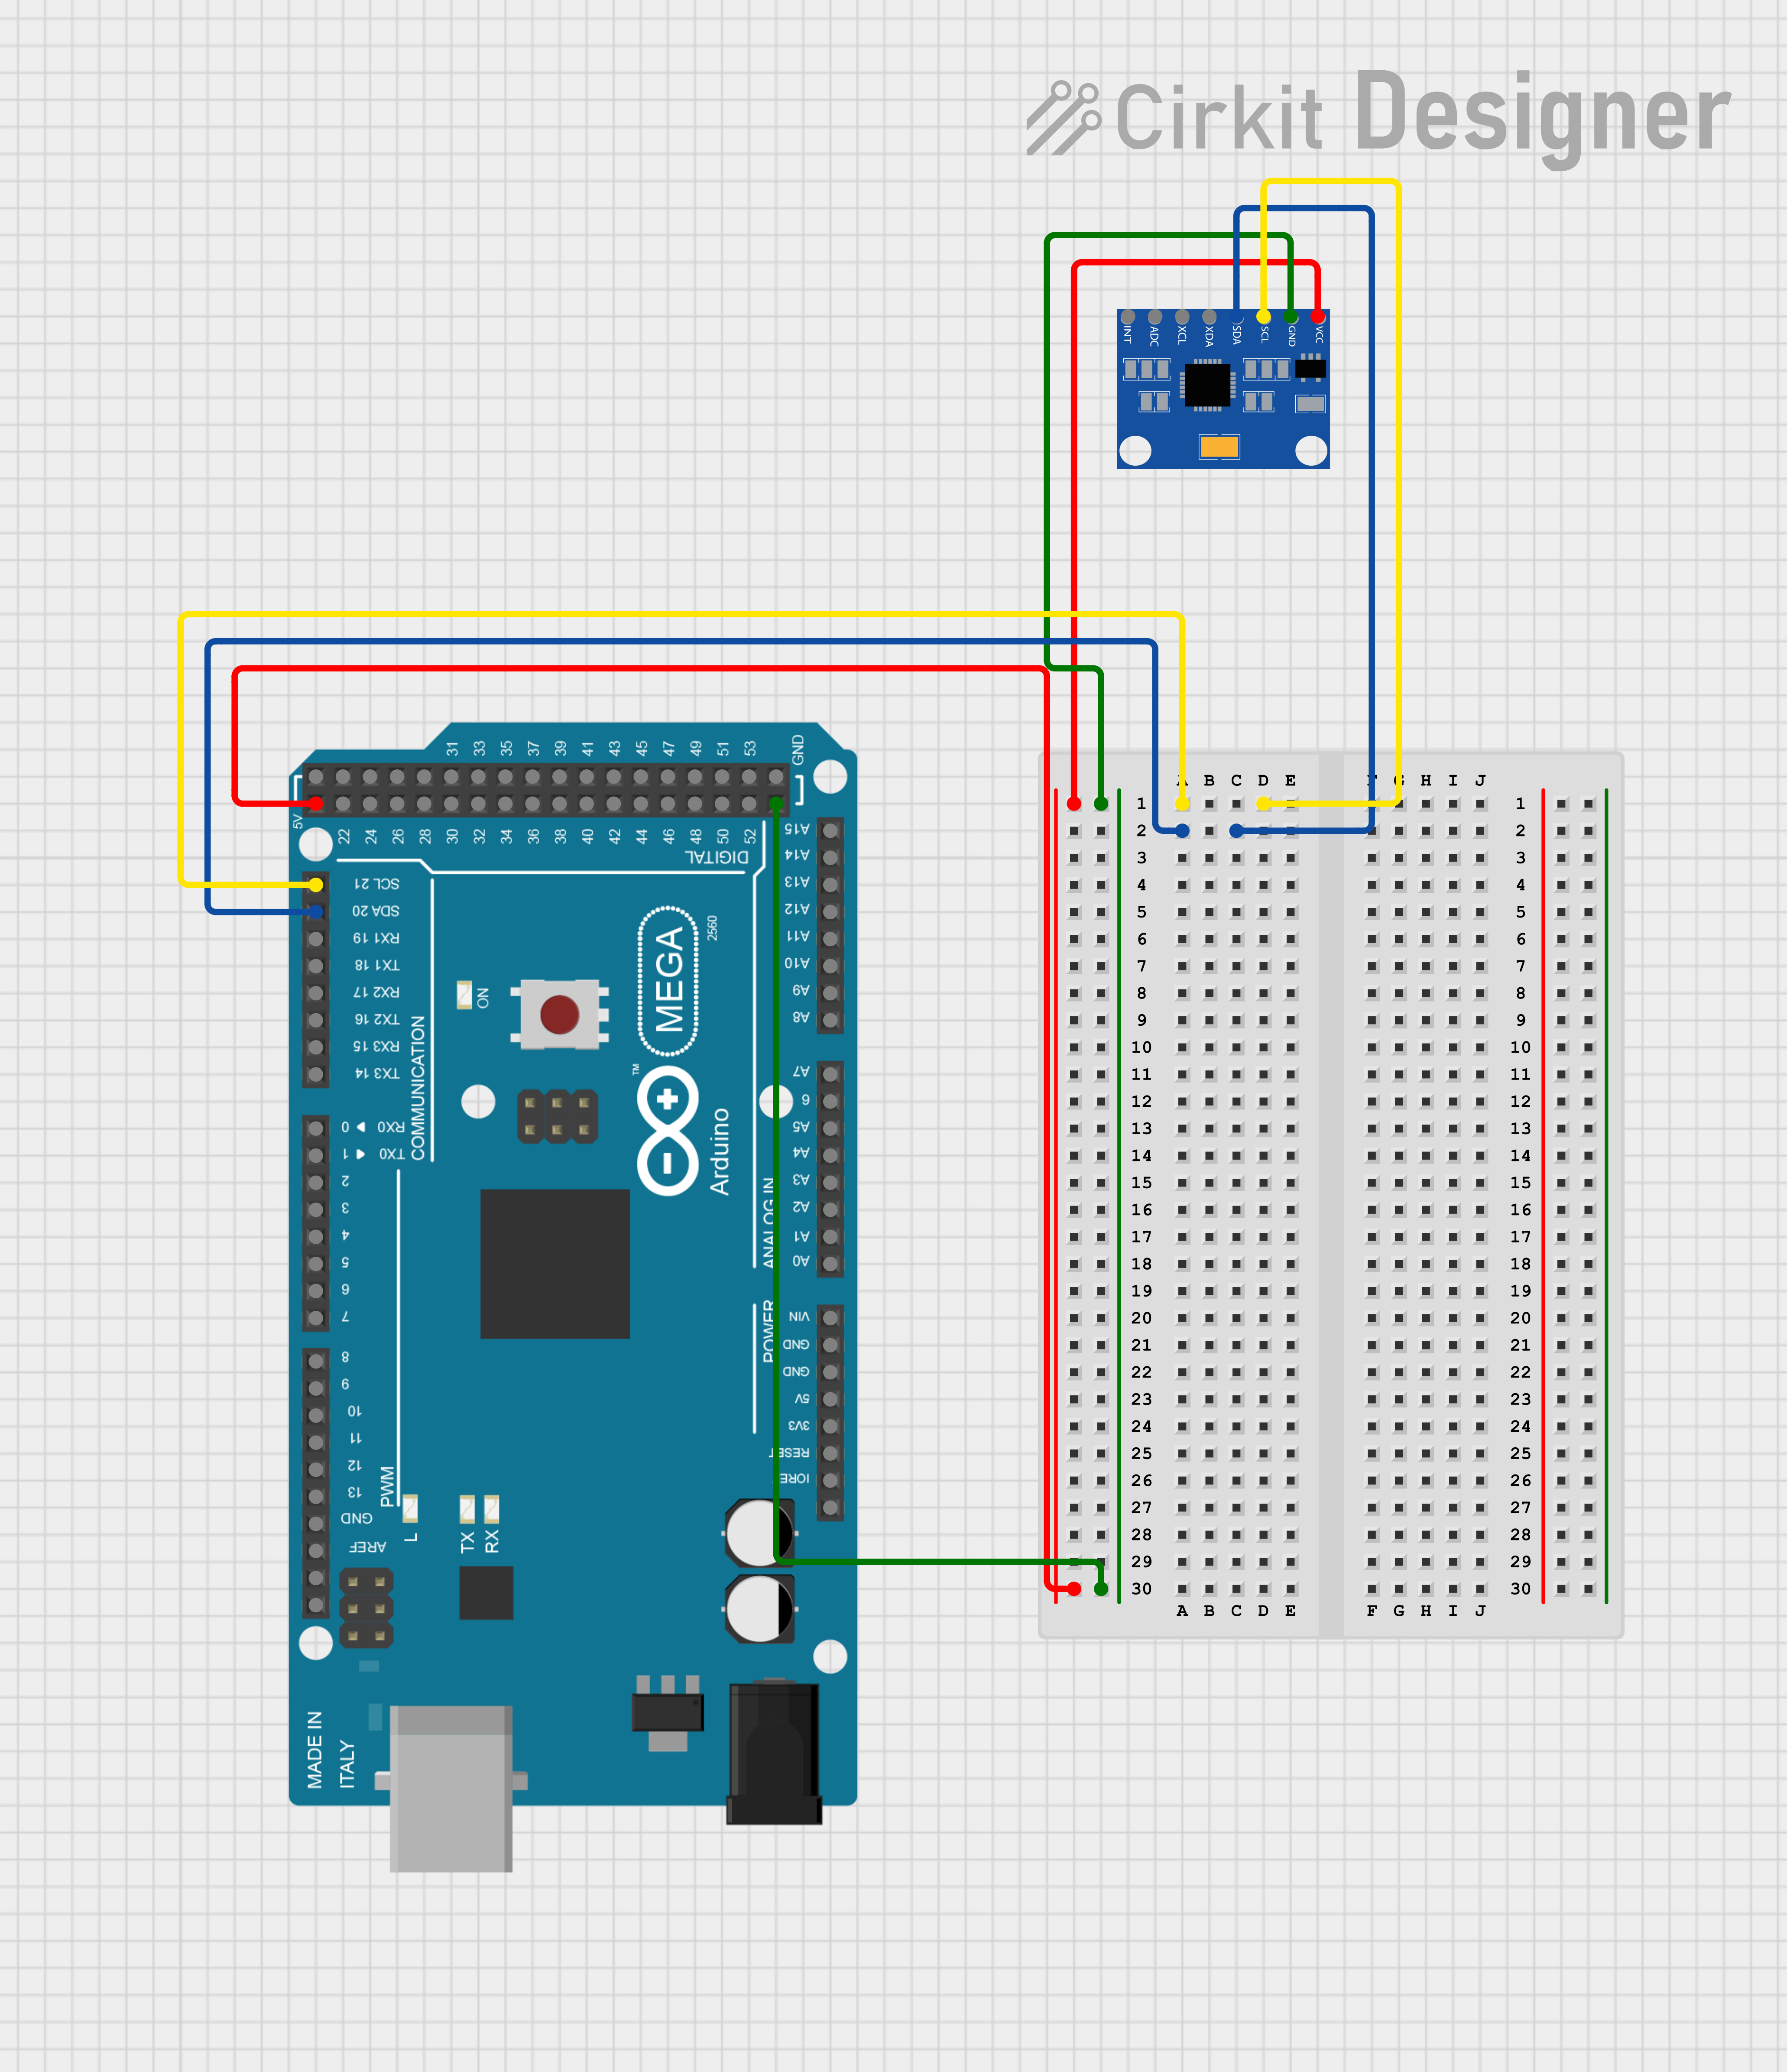 Cirkit Designer
INT ADC XCL XDA SDA SCL GND VCC
31 33 35 37 39 41 43 45 47 49 51 53 GND
5V 22 24 26 28 30 32 34 36 38 40 42 44 46 48 50 52
DIGITAL
SCL 21
SDA 20
RX1 19
TX1 18
RX2 17
TX2 16
RX3 15
TX3 14
COMMUNICATION
RX0 0
TX0 1
2
3
4
5
6
7
8
9
10
11
12
13
GND
AREF
PWM
L
TX
RX
ON
MEGA
2560
TM
Arduino
A15
A14
A13
A12
A11
A10
A9
A8
A7
6
A5
A4
A3
A2
A1
A0
ANALOG IN
POWER
VIN
GND
GND
5V
3V3
RESET
IOREF
MADE IN
ITALY
A B C D E F G H I J
1 1
2 2
3 3
4 4
5 5
6 6
7 7
8 8
9 9
10 10
11 11
12 12
13 13
14 14
15 15
16 16
17 17
18 18
19 19
20 20
21 21
22 22
23 23
24 24
25 25
26 26
27 27
28 28
29 29
30 30
A B C D E F G H I J